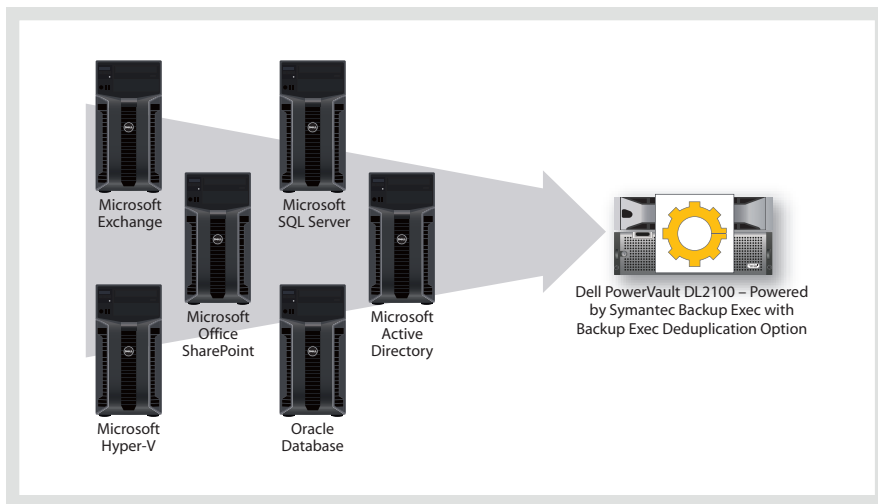 Microsoft
Exchange
Microsoft
SQL Server
Microsoft
Office
SharePoint
Microsoft
Active
Directory
Microsoft
Hyper-V
Oracle
Database
Dell PowerVault DL2100 – Powered
by Symantec Backup Exec with
Backup Exec Deduplication Option